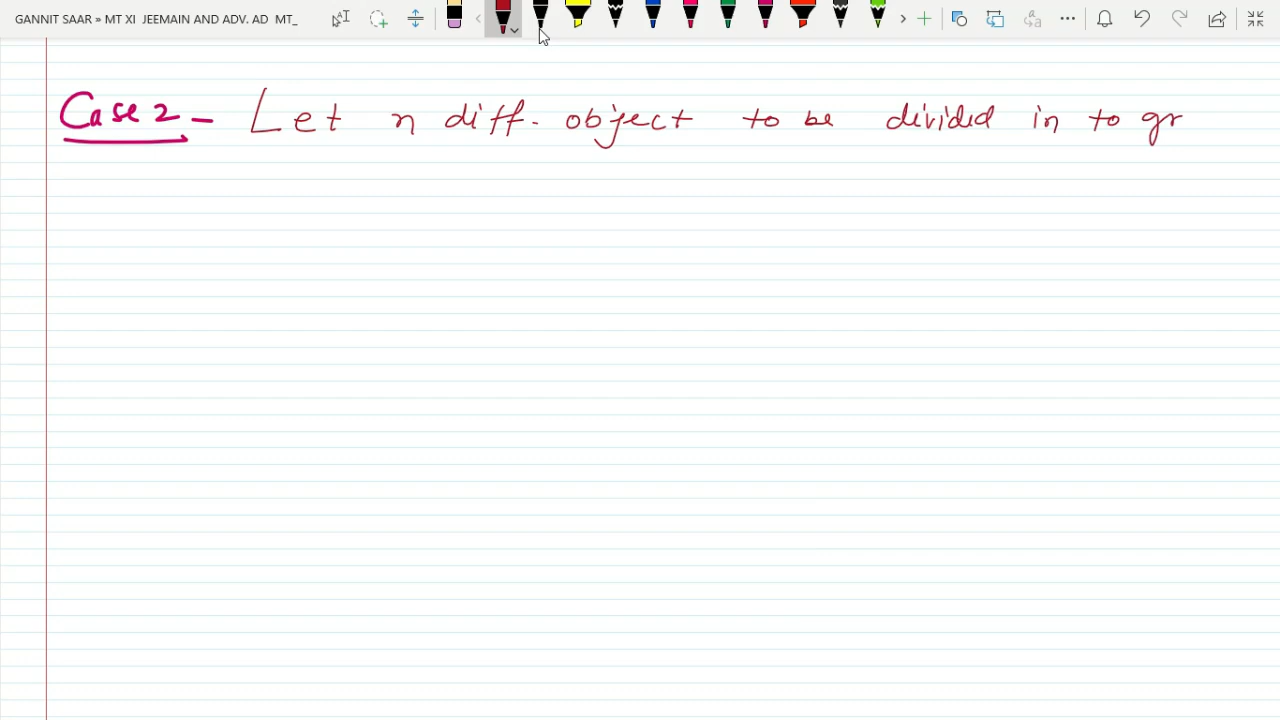 GANNIT SAAR » MT XI JEEMAIN AND ADV. AD MT_
Case 2 - Let n diff. object to be divided in to gr